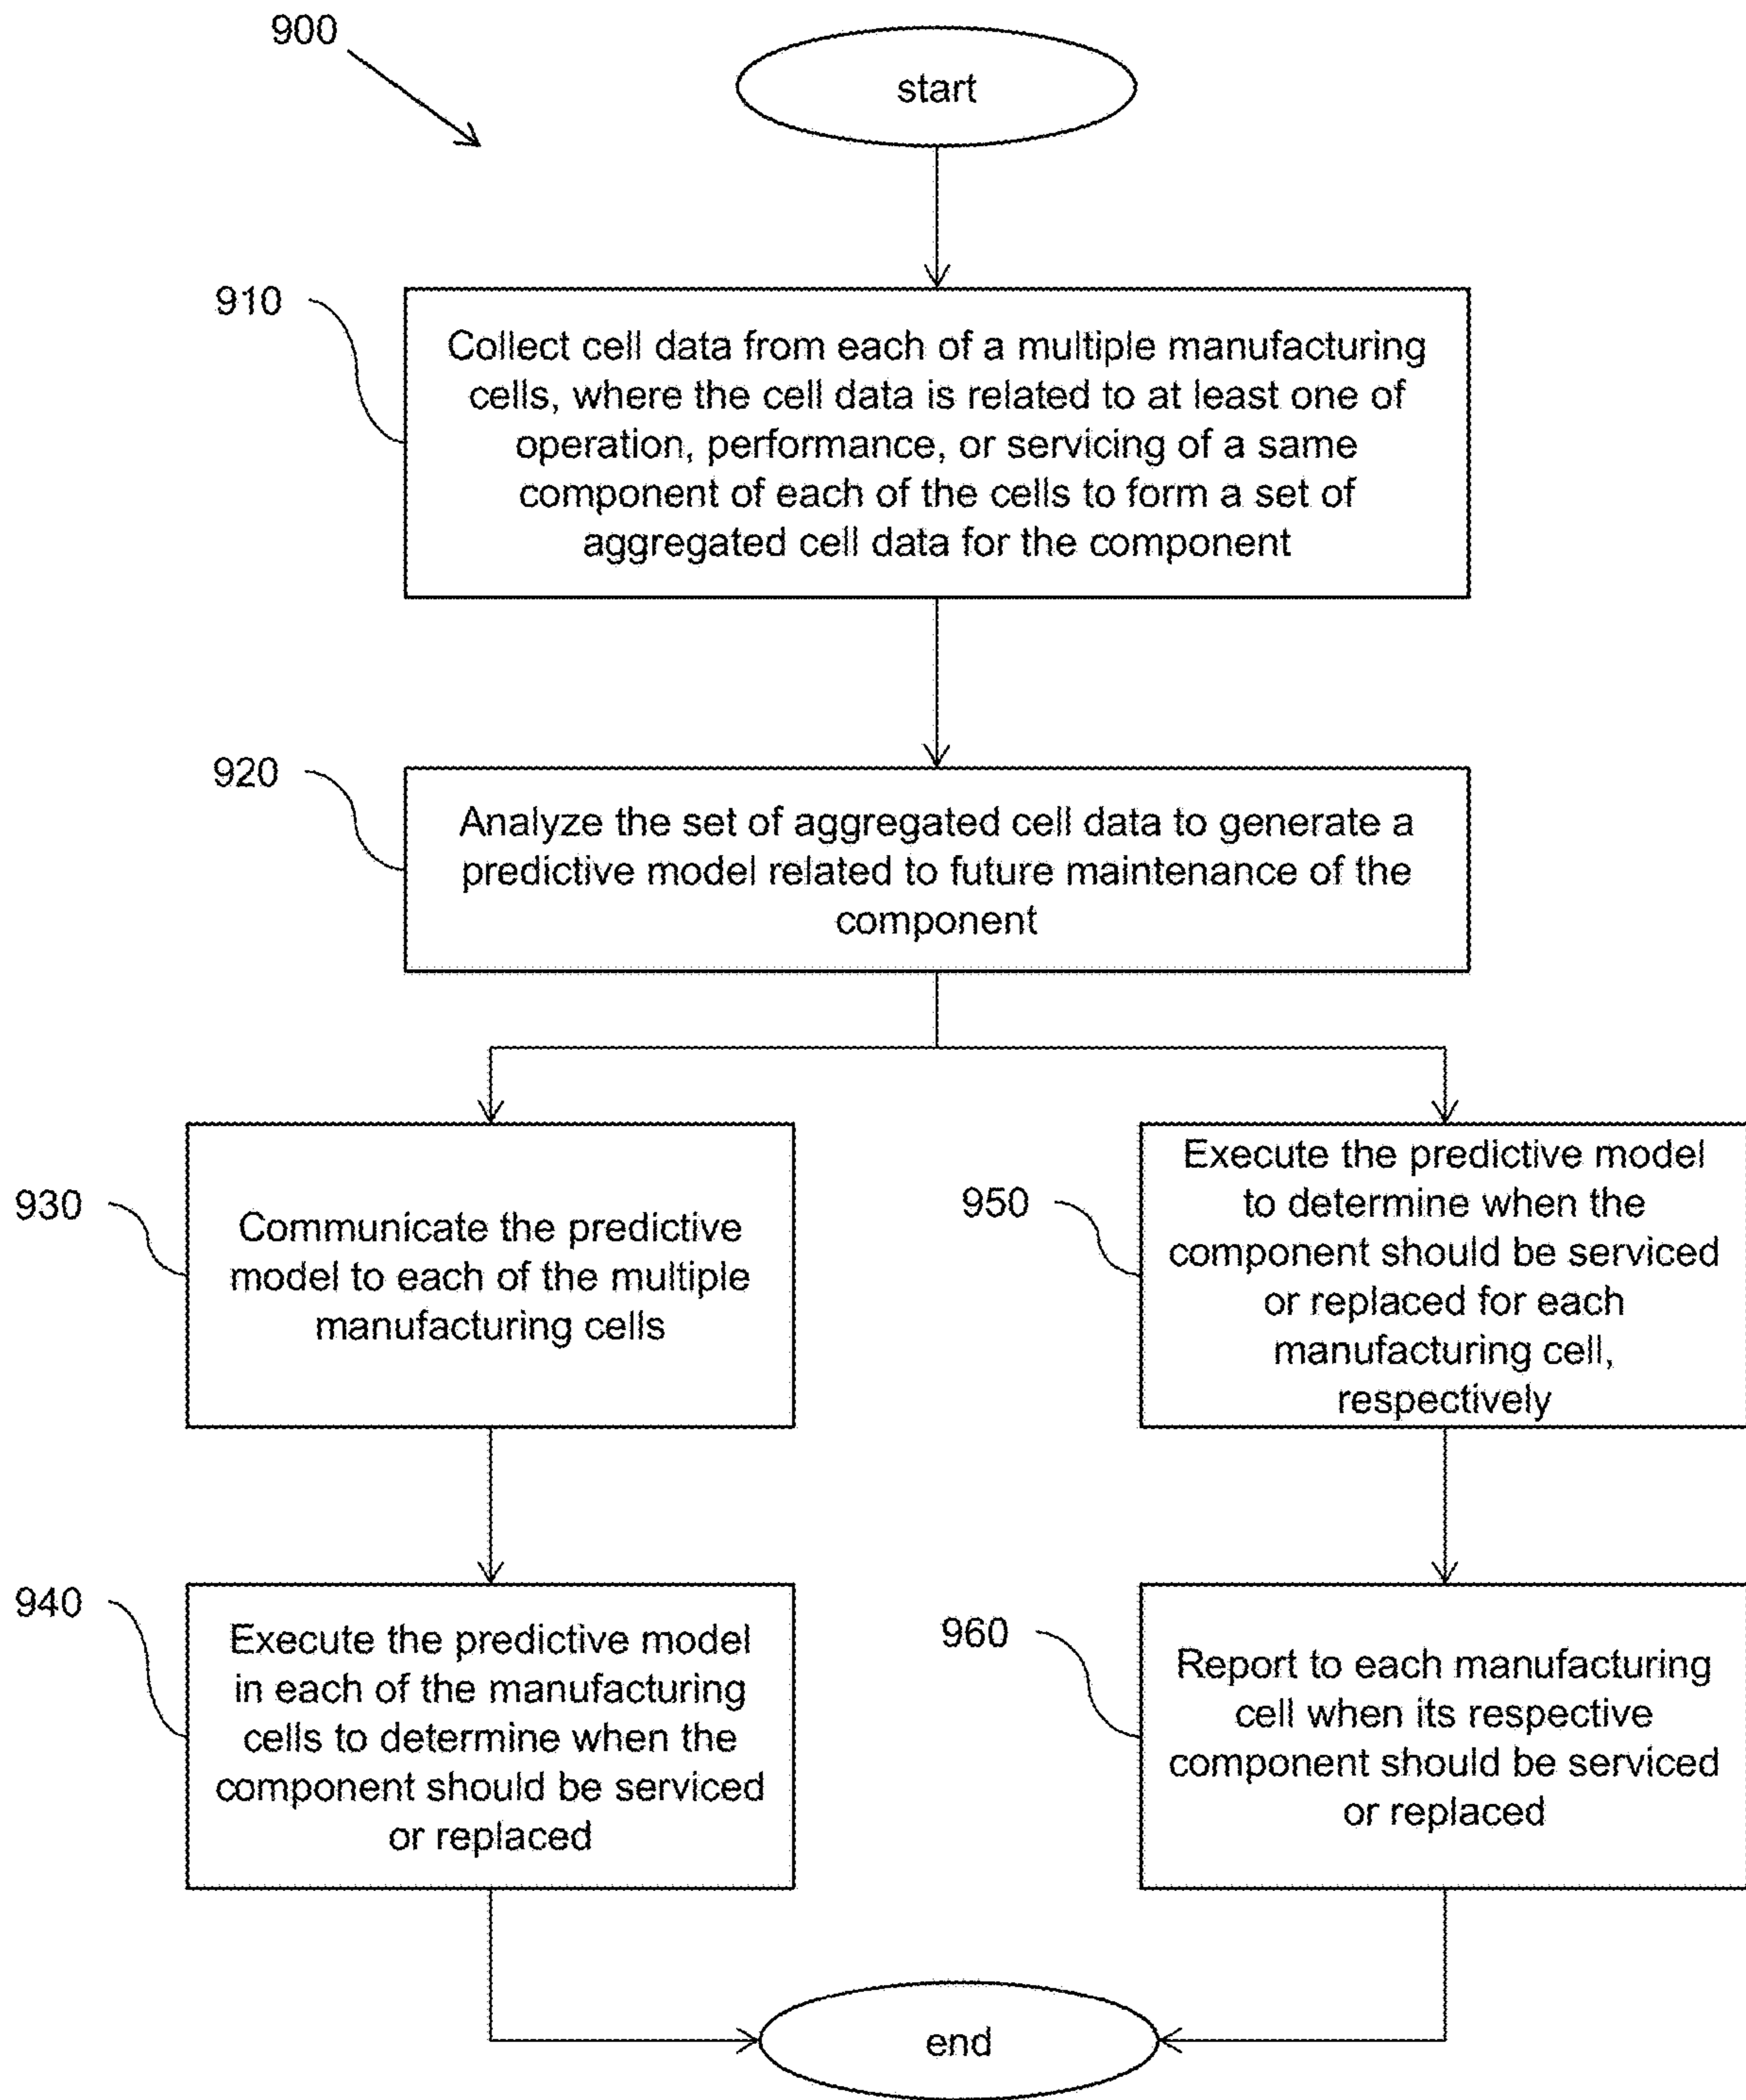 900
start
910
Collect cell data from each of a multiple manufacturing
cells, where the cell data is related to at least one of
operation, performance, or servicing of a same
component of each of the cells to form a set of
aggregated cell data for the component
920
Analyze the set of aggregated cell data to generate a
predictive model related to future maintenance of the
component
930
Communicate the predictive
model to each of the multiple
manufacturing cells
950
Execute the predictive model
to determine when the
component should be serviced
or replaced for each
manufacturing cell,
respectively
940
Execute the predictive model
in each of the manufacturing
cells to determine when the
component should be serviced
or replaced
960
Report to each manufacturing
cell when its respective
component should be serviced
or replaced
end